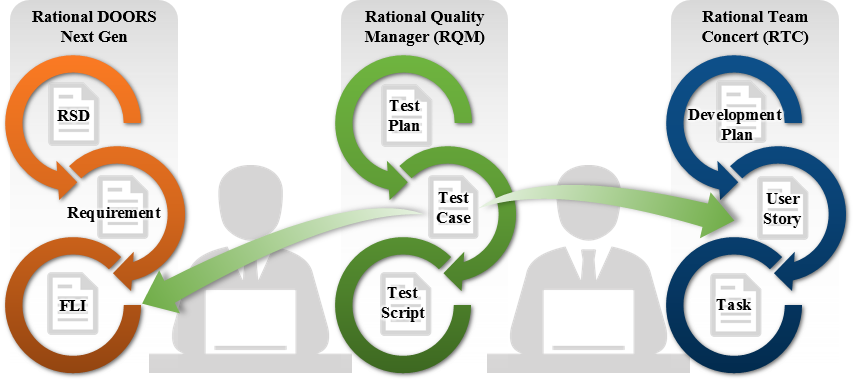 Rational DOORS
Next Gen
RSD
Requirement
FLI
Rational Quality
Manager (RQM)
Test
Plan
Test
Case
Test
Script
Rational Team
Concert (RTC)
Development
Plan
User
Story
Task